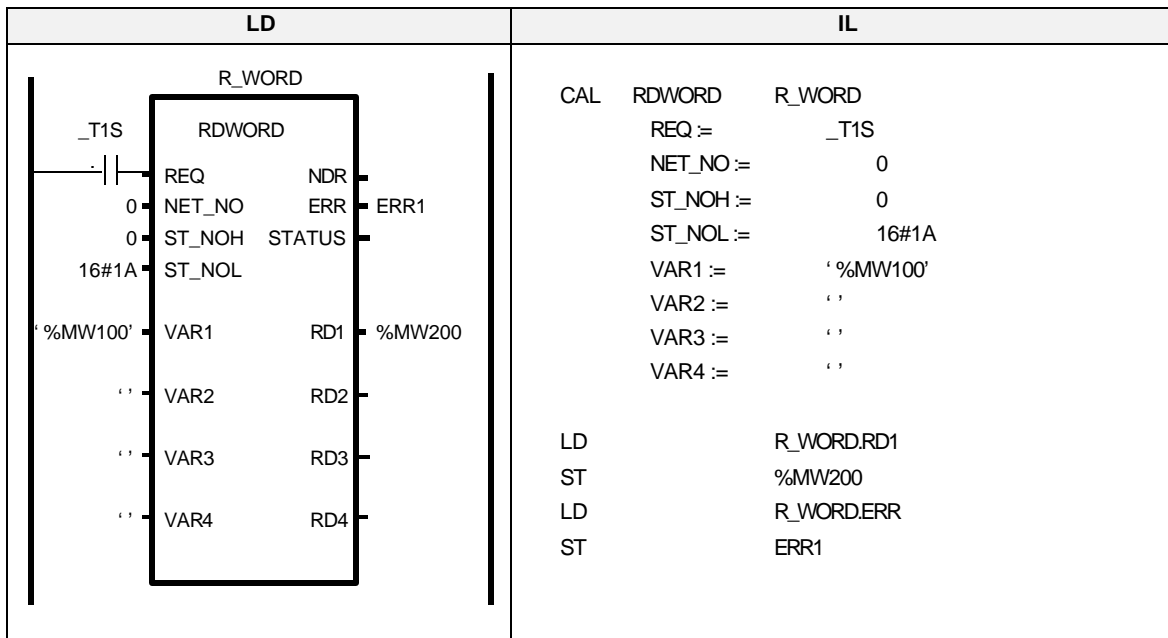 LD IL
R_WORD
_T1S RDWORD
REQ NDR
0 NET_NO ERR ERR1
0 ST_NOH STATUS
16#1A ST_NOL
‘ %MW100’ VAR1 RD1 %MW200
‘ ’ VAR2 RD2
‘ ’ VAR3 RD3
‘ ’ VAR4 RD4
CAL RDWORD R_WORD
REQ := _T1S
NET_NO := 0
ST_NOH := 0
ST_NOL := 16#1A
VAR1 := ‘ %MW100’
VAR2 := ‘ ’
VAR3 := ‘ ’
VAR4 := ‘ ’
LD R_WORD.RD1
ST %MW200
LD R_WORD.ERR
ST ERR1